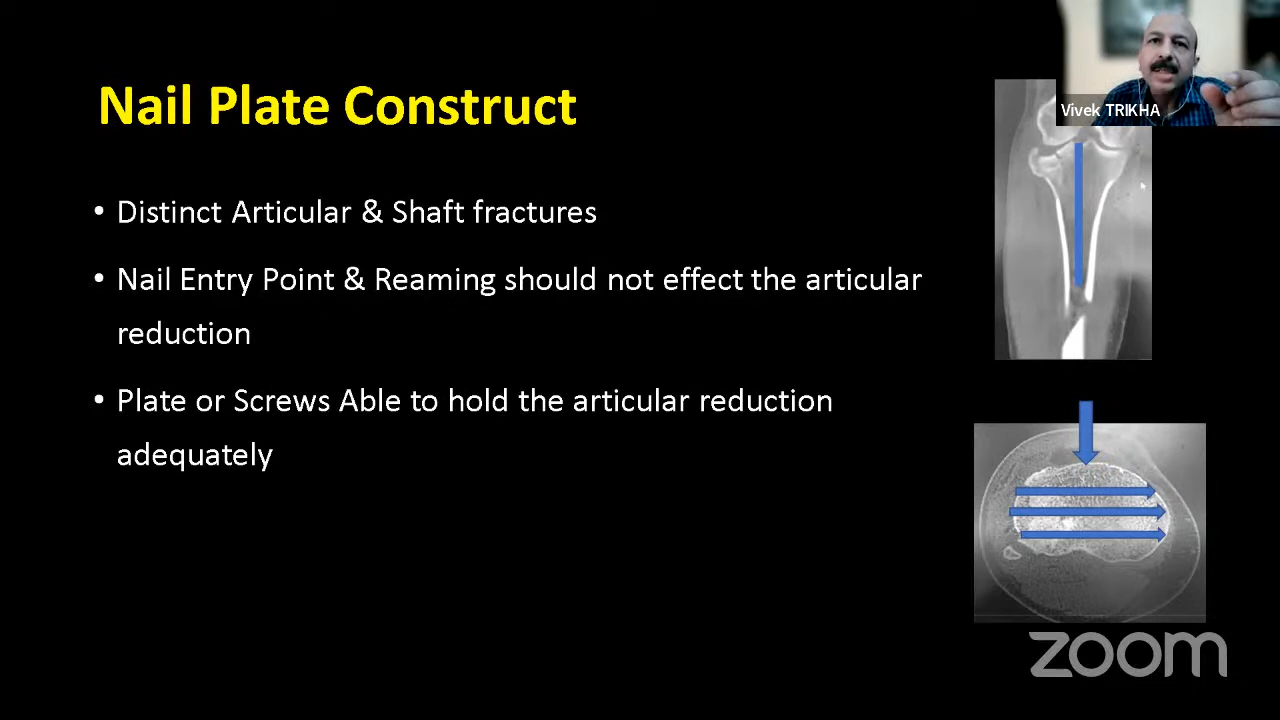 Nail Plate Construct
Vivek TRIKHA
• Distinct Articular & Shaft fractures
• Nail Entry Point & Reaming should not effect the articular
reduction
• Plate or Screws Able to hold the articular reduction
adequately
zoom